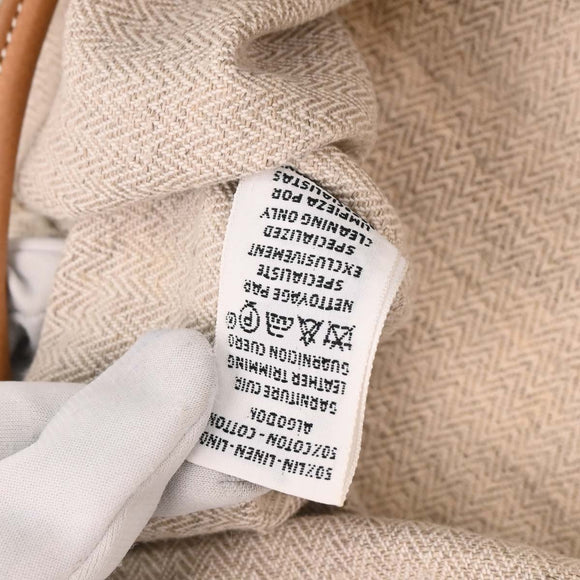 50%LIN-LINEN-LINO
50%COTON-COTTON
ALGODON
GARNITURE CUIR
LEATHER TRIMMING
GUARNICION CUERO
P
NETTOYAGE PAR
SPECIALISTE
EXCLUSIVEMENT
SPECIALIZED
CLEANING ONLY
LIMPIEZA POR